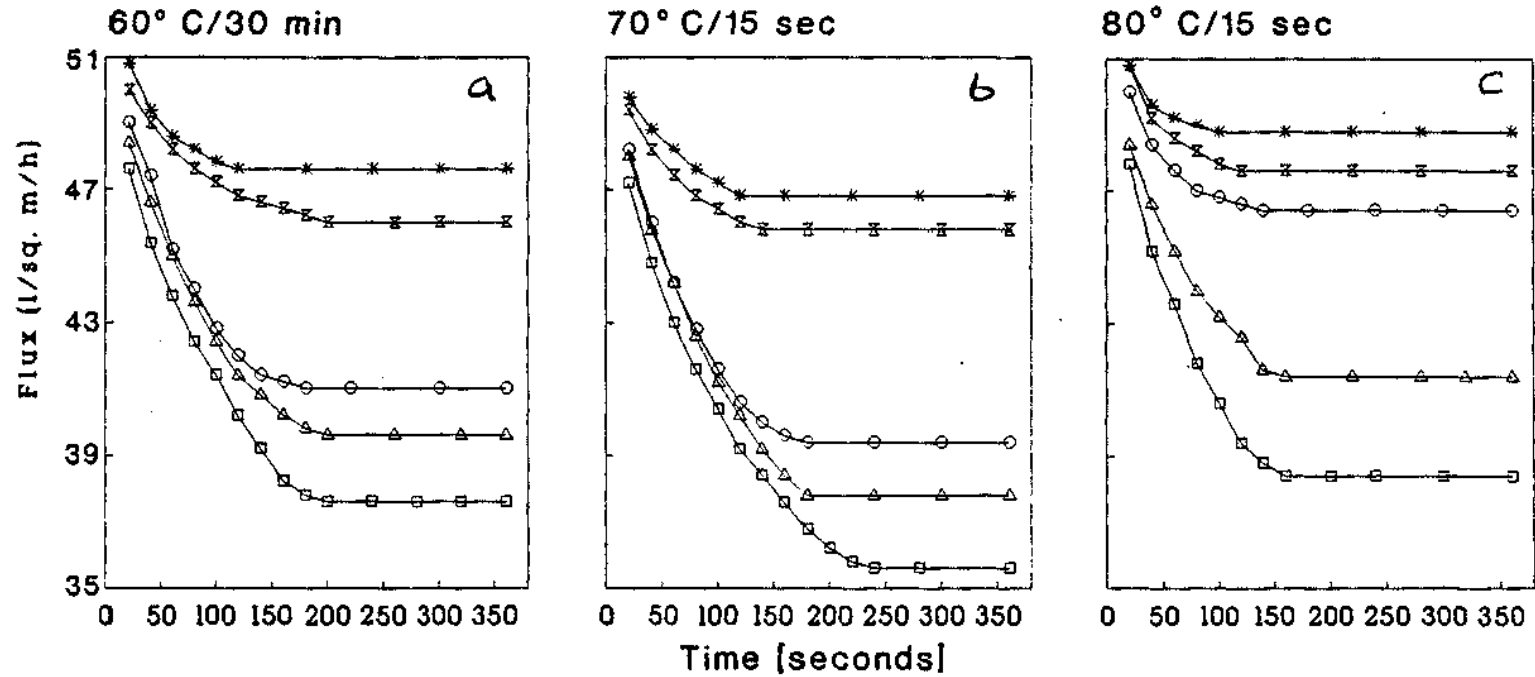 60° C/30 min
70° C/15 sec
80° C/15 sec
a
b
c
Flux (l/sq. m/h)
51
47
43
39
35
0 50 100 150 200 250 300 350
0 50 100 150 200 250 300 350
0 50 100 150 200 250 300 350
Time [seconds]